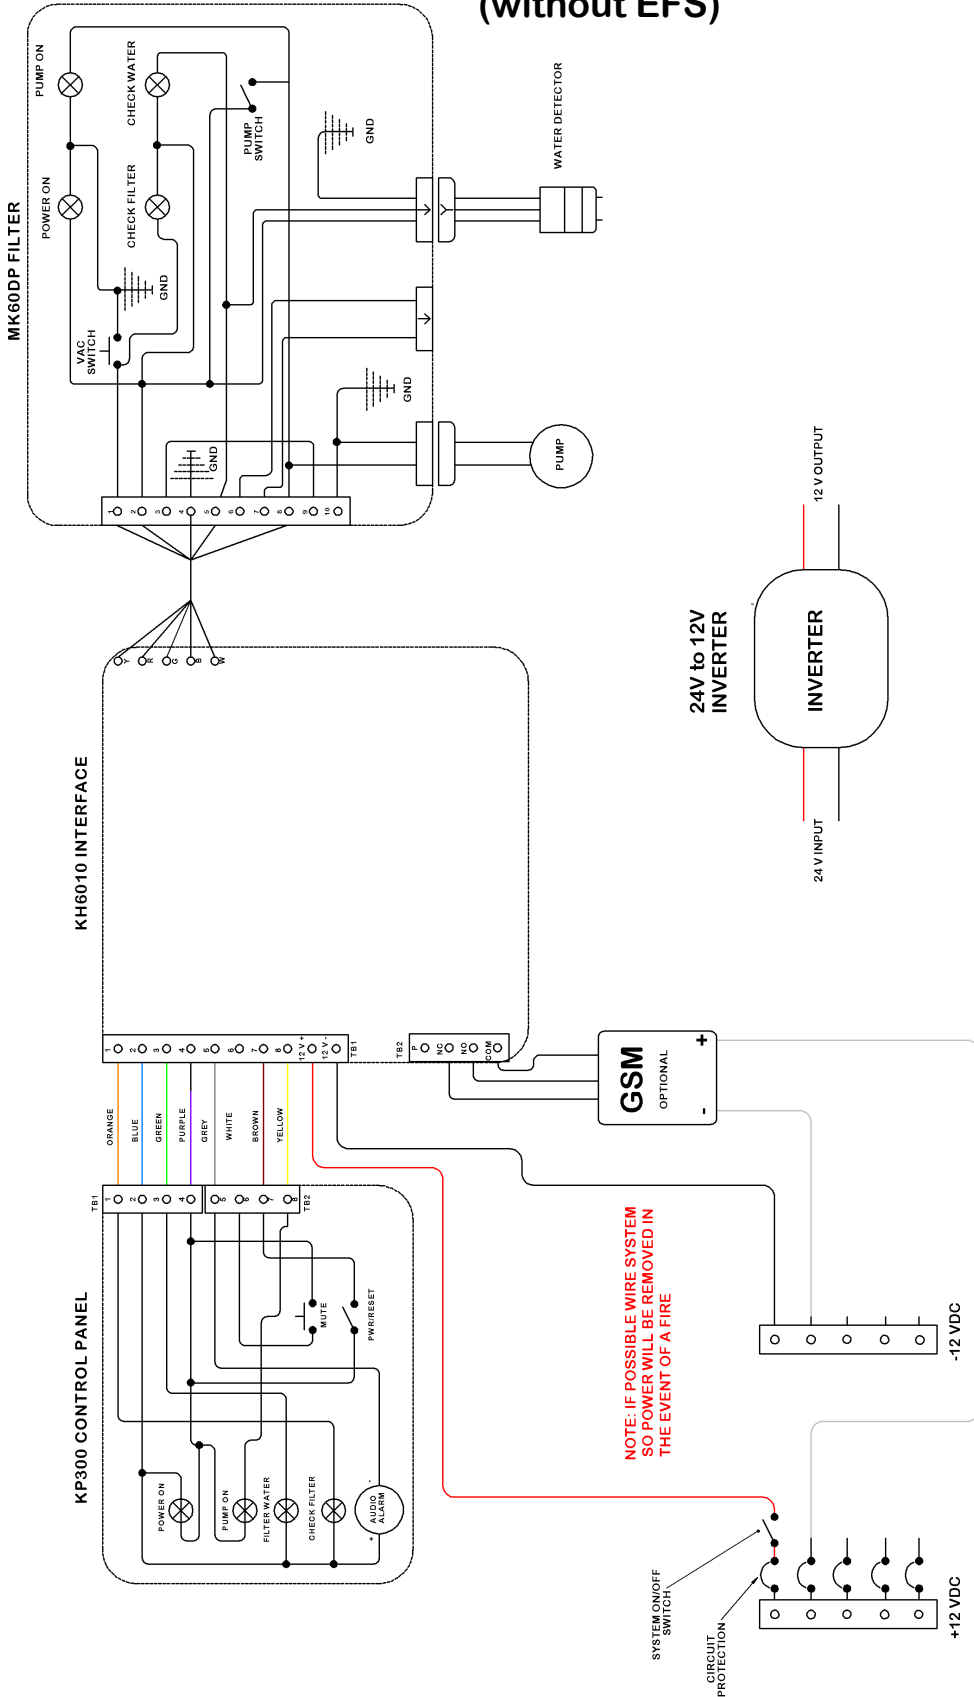 (without EFS)
MK60DP FILTER
PUMP ON
CHECK WATER
POWER ON
CHECK FILTER
PUMP
SWITCH
GND
WATER DETECTOR
VAC
SWITCH
GND
GND
GND
PUMP
1
2
3
4
5
6
7
8
9
10
Y
R
G
B
W
KH6010 INTERFACE
1
2
3
4
5
6
7
8
12 V +
12 V -
TB1
TB2
P
NC
NO
COM
24V to 12V
INVERTER
INVERTER
12 V OUTPUT
24 V INPUT
GSM
OPTIONAL
-
+
ORANGE
BLUE
GREEN
PURPLE
GREY
WHITE
BROWN
YELLOW
KP300 CONTROL PANEL
TB1
1
2
3
4
5
6
7
8
TB2
MUTE
PWR/RESET
POWER ON
PUMP ON
FILTER WATER
CHECK FILTER
AUDIO
ALARM
+
-
NOTE: IF POSSIBLE WIRE SYSTEM
SO POWER WILL BE REMOVED IN
THE EVENT OF A FIRE
-12 VDC
SYSTEM ON/OFF
SWITCH
CIRCUIT
PROTECTION
+12 VDC